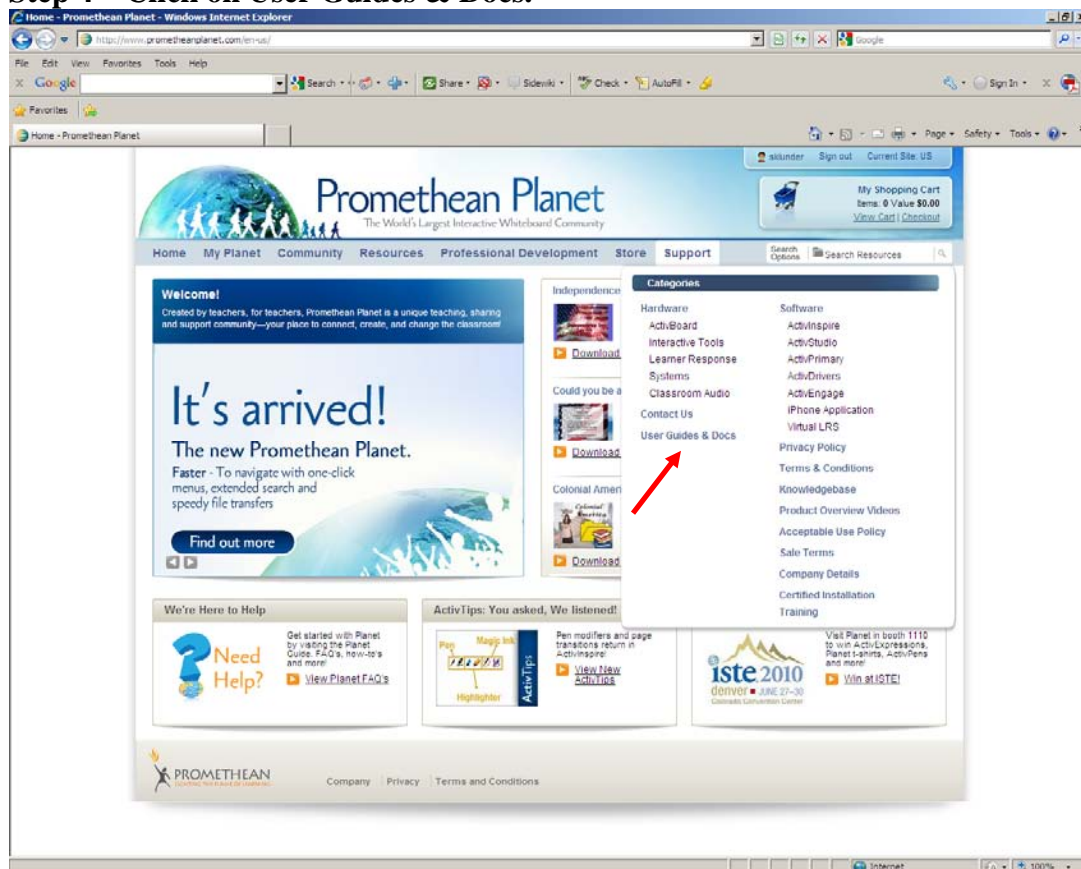 Step 4 – Click on User Guides & Docs.
Home - Promethean Planet - Windows Internet Explorer
http://www.prometheanplanet.com/en-us/
Google
File Edit View Favorites Tools Help
Google
Search
Share
Sidewiki
Check
AutoFill
Sign In
Favorites
Home - Promethean Planet
Page
Safety
Tools
sklunder Sign out Current Site: US
Promethean Planet
The World's Largest Interactive Whiteboard Community
My Shopping Cart
Items: 0 Value $0.00
View Cart | Checkout
Home My Planet Community Resources Professional Development Store Support
Search Options
Search Resources
Welcome!
Created by teachers, for teachers, Promethean Planet is a unique teaching, sharing
and support community—your place to connect, create, and change the classroom!
It's arrived!
The new Promethean Planet.
Faster - To navigate with one-click
menus, extended search and
speedy file transfers
Find out more
Independence
Download
Could you be a
Download
Colonial Amer
Colonial
America
Download
Categories
Hardware
ActivBoard
Interactive Tools
Learner Response
Systems
Classroom Audio
Contact Us
User Guides & Docs
Software
ActivInspire
ActivStudio
ActivPrimary
ActivDrivers
ActivEngage
iPhone Application
Virtual LRS
Privacy Policy
Terms & Conditions
Knowledgebase
Product Overview Videos
Acceptable Use Policy
Sale Terms
Company Details
Certified Installation
Training
We're Here to Help
Need
Help?
Get started with Planet
by visiting the Planet
Guide. FAQ's, how-to's
and more!
View Planet FAQ's
ActivTips: You asked, We listened!
Pen
Magic Ink
Highlighter
ActivTips
Pen modifiers and page
transitions return in
ActivInspire!
View New
ActivTips
iste 2010
denver JUNE 27–30
Colorado Convention Center
Visit Planet in booth 1110
to win ActivExpressions,
Planet t-shirts, ActivPens
and more!
Win at ISTE!
PROMETHEAN
Company Privacy Terms and Conditions
Internet
100%